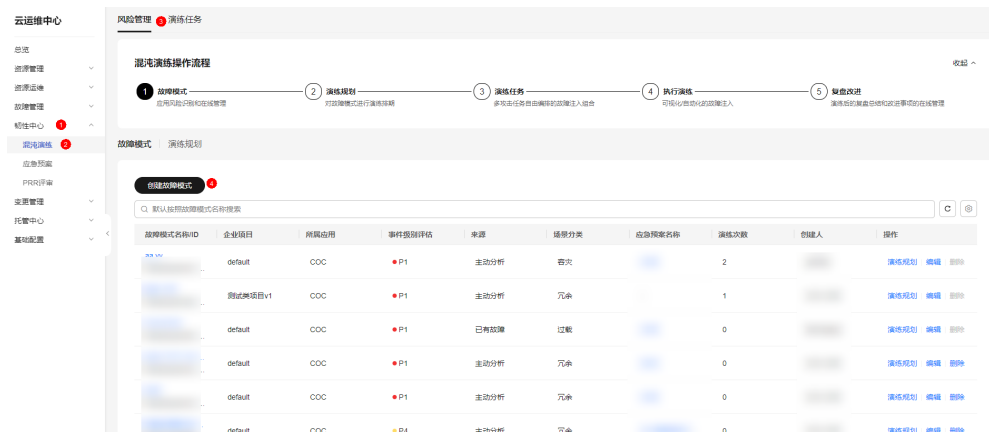 云运维中心
总览
资源管理
资源运维
故障管理
韧性中心 1
混沌演练 2
应急预案
PRR评审
变更管理
托管中心
基础配置
风险管理 3 演练任务
混沌演练操作流程 收起
1 故障模式 2 演练规划 3 演练任务 4 执行演练 5 复盘改进
应用风险识别和在线管理 对故障模式进行演练排期 多攻击任务自由编排的故障注入组合 可视化/自动化的故障注入 演练后的复盘总结和改进事项的在线管理
故障模式 演练规划
创建故障模式 4
默认按照故障模式名称搜索
故障模式名称/ID 企业项目 所属应用 事件级别评估 来源 场景分类 应急预案名称 演练次数 创建人 操作
default COC P1 主动分析 容灾 2 演练规划 编辑 删除
测试类项目v1 COC P1 主动分析 冗余 1 演练规划 编辑 删除
default COC P1 已有故障 过载 0 演练规划 编辑 删除
default COC P1 主动分析 冗余 0 演练规划 编辑 删除
default COC P1 主动分析 冗余 0 演练规划 编辑 删除
default COC P4 主动分析 冗余 0 演练规划 编辑 删除